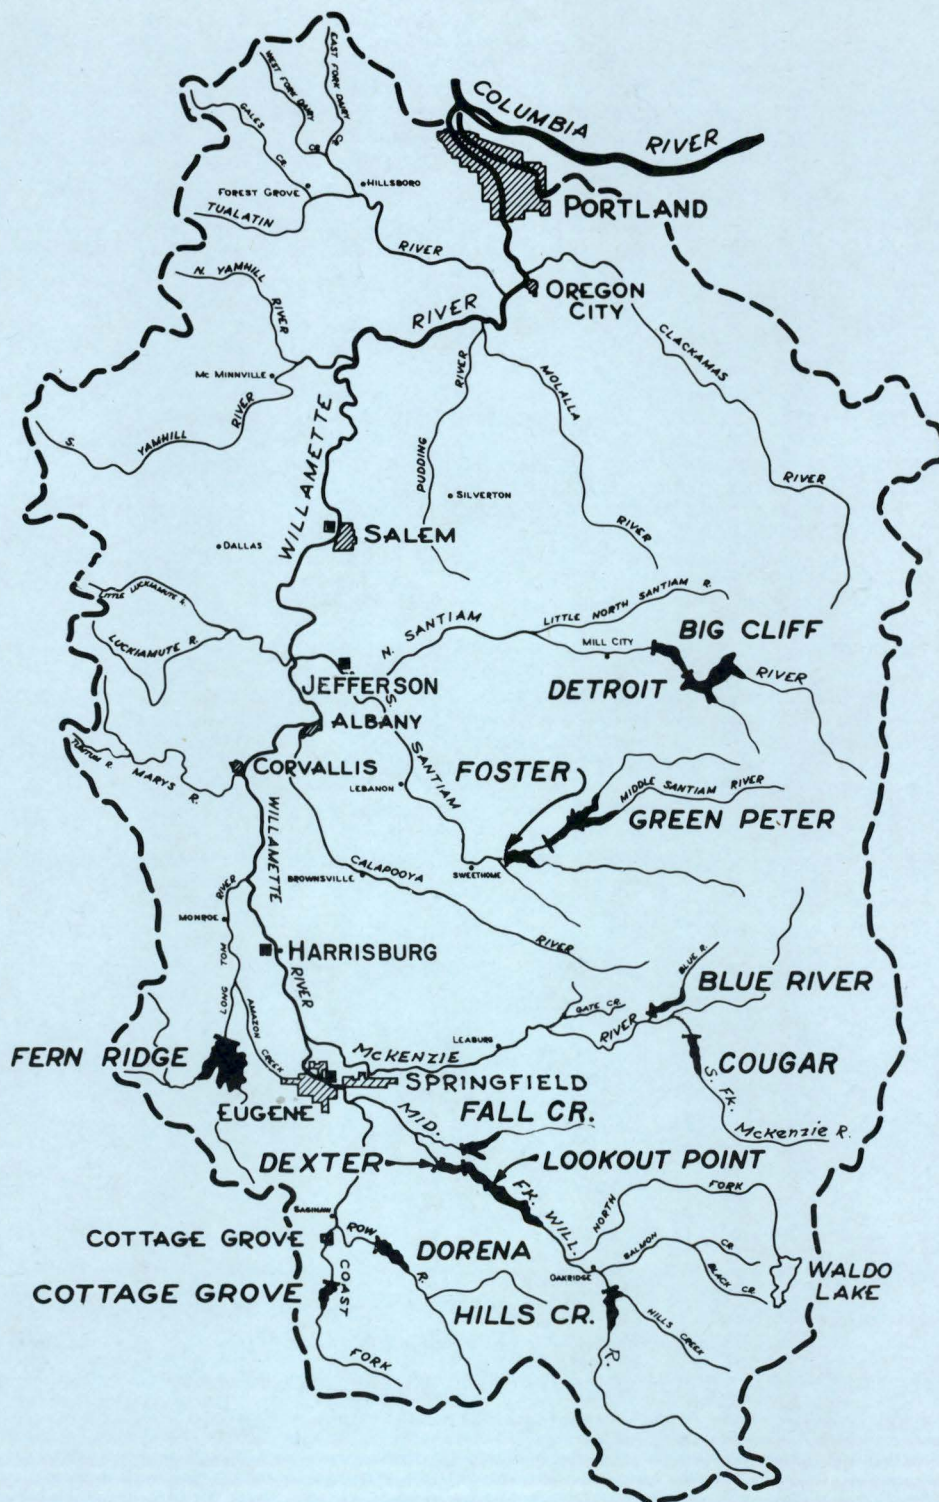 EAST FORK DAIRY CR.
WEST FORK DAIRY CR.
GALES CR.
COLUMBIA RIVER
HILLSBORO
FOREST GROVE
TUALATIN RIVER
PORTLAND
N. YAMHILL RIVER
OREGON
CITY
RIVER
CLACKAMAS RIVER
MC MINNVILLE
S. YAMHILL RIVER
WILLAMETTE
PUDDING RIVER
MOLALLA RIVER
SILVERTON
SALEM
DALLAS
LITTLE LUCKIAMUTE R.
LUCKIAMUTE R.
N. SANTIAM
LITTLE NORTH SANTIAM R.
MILL CITY
BIG CLIFF
DETROIT
RIVER
JEFFERSON
S. SANTIAM
ALBANY
MARYS R.
CORVALLIS
LEBANON
FOSTER
MIDDLE SANTIAM RIVER
GREEN PETER
WILLAMETTE RIVER
SWEETHOME
BROWNSVILLE
CALAPOOYA RIVER
MONROE
LONG TOM RIVER
HARRISBURG
AMAZON CREEK
BLUE R.
BLUE RIVER
GATE CR.
LEABURG
MCKENZIE RIVER
FERN RIDGE
COUGAR
S. FK. MCKENZIE R.
SPRINGFIELD
EUGENE
FALL CR.
MID. FK. WILL. R.
DEXTER
LOOKOUT POINT
NORTH FORK
SAGINAW
COTTAGE GROVE
ROW R.
DORENA
OAKRIDGE
SALMON CR.
BLACK CR.
WALDO
LAKE
COTTAGE GROVE
COAST FORK
HILLS CR.
HILLS CREEK